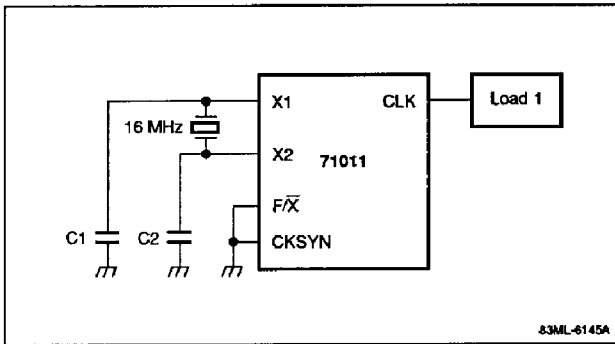 X1
CLK
Load 1
16 MHz
X2
71011
F/X̅
C1
C2
CKSYN
83ML-6145A